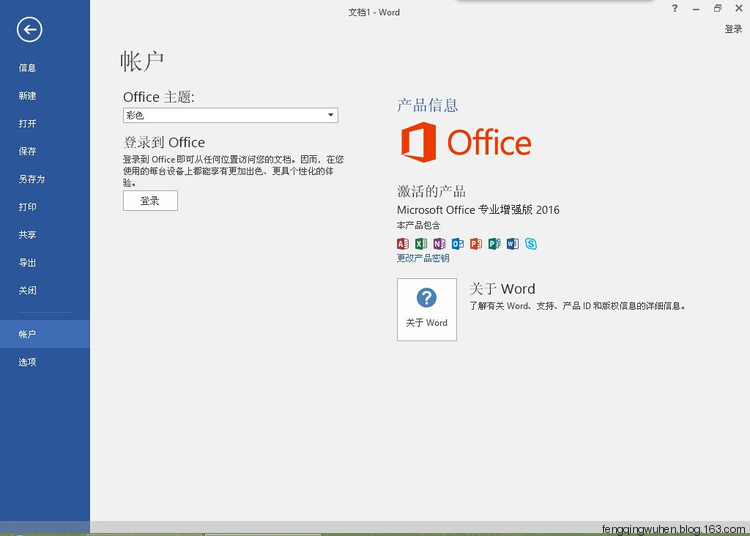 文档1 - Word
?
登录
信息
新建
打开
保存
另存为
打印
共享
导出
关闭
帐户
选项
帐户
Office 主题:
彩色
登录到 Office
登录到 Office 即可从任何位置访问您的文档。因而，在您
使用的每台设备上都能享有更加出色、更具个性化的体
验。
登录
产品信息
Office
激活的产品
Microsoft Office 专业增强版 2016
本产品包含
A X N O P P W S
更改产品密钥
?
关于 Word
关于 Word
了解有关 Word、支持、产品 ID 和版权信息的详细信息。
fengqingwuhen.blog.163.com